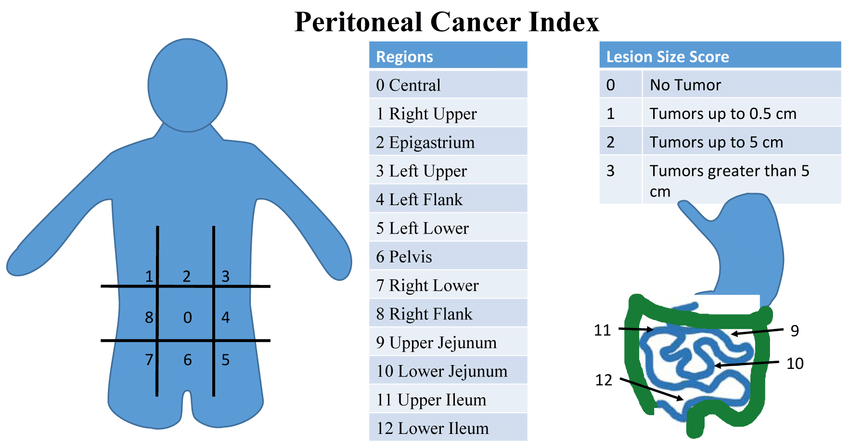 Peritoneal Cancer Index
1 2 3
8 0 4
7 6 5
Regions
0 Central
1 Right Upper
2 Epigastrium
3 Left Upper
4 Left Flank
5 Left Lower
6 Pelvis
7 Right Lower
8 Right Flank
9 Upper Jejunum
10 Lower Jejunum
11 Upper Ileum
12 Lower Ileum
Lesion Size Score
0 No Tumor
1 Tumors up to 0.5 cm
2 Tumors up to 5 cm
3 Tumors greater than 5
cm
11 9
10
12